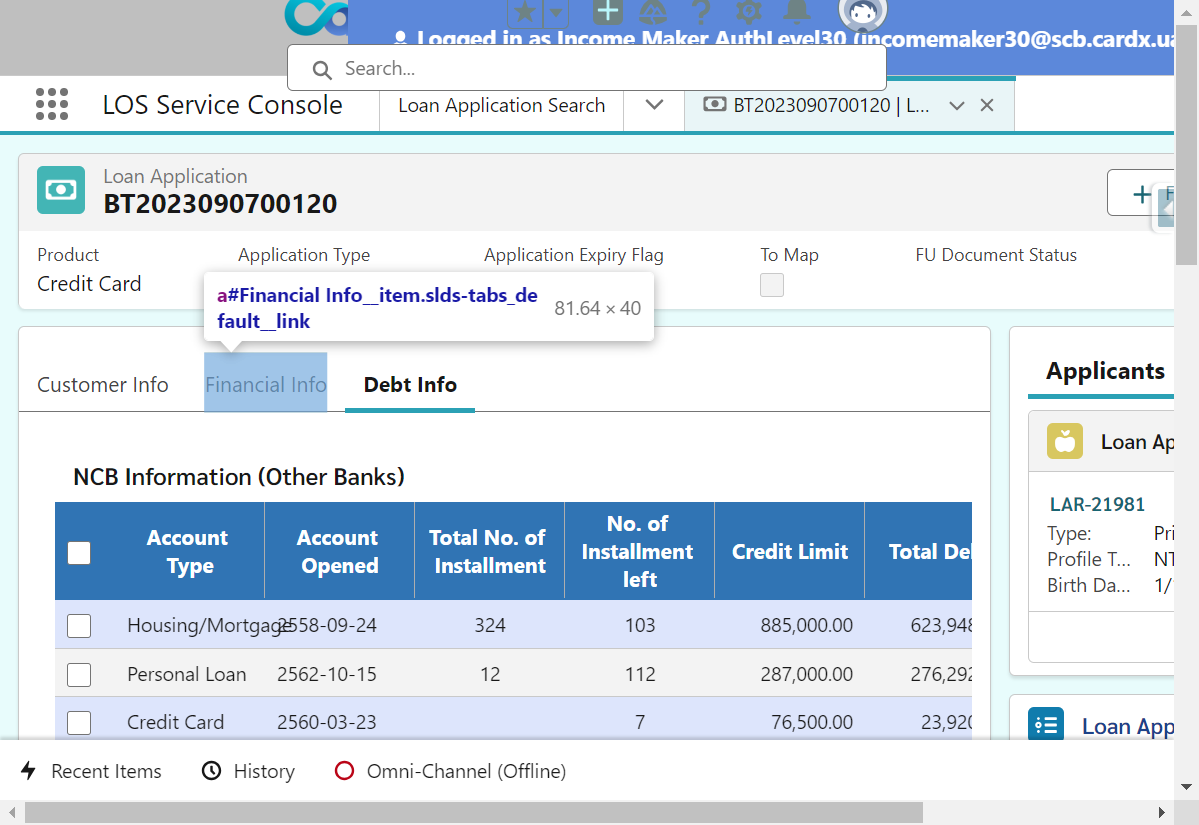 Logged in as Income Maker AuthLevel30 (incomemaker30@scb.cardx.ua
Search...
LOS Service Console
Loan Application Search
BT2023090700120 | L...
Loan Application
BT2023090700120
Product
Application Type
Application Expiry Flag
To Map
FU Document Status
Credit Card
a#Financial Info__item.slds-tabs_de
fault__link
81.64 × 40
Customer Info
Financial Info
Debt Info
Applicants
NCB Information (Other Banks)
Account
Type
Account
Opened
Total No. of
Installment
No. of
Installment
left
Credit Limit
Total De
Housing/Mortgage
2558-09-24
324
103
885,000.00
623,948
Personal Loan
2562-10-15
12
112
287,000.00
276,292
Credit Card
2560-03-23
7
76,500.00
23,920
Loan Ap
LAR-21981
Type:
Pri
Profile T...
NT
Birth Da...
1/
Loan App
Recent Items
History
Omni-Channel (Offline)